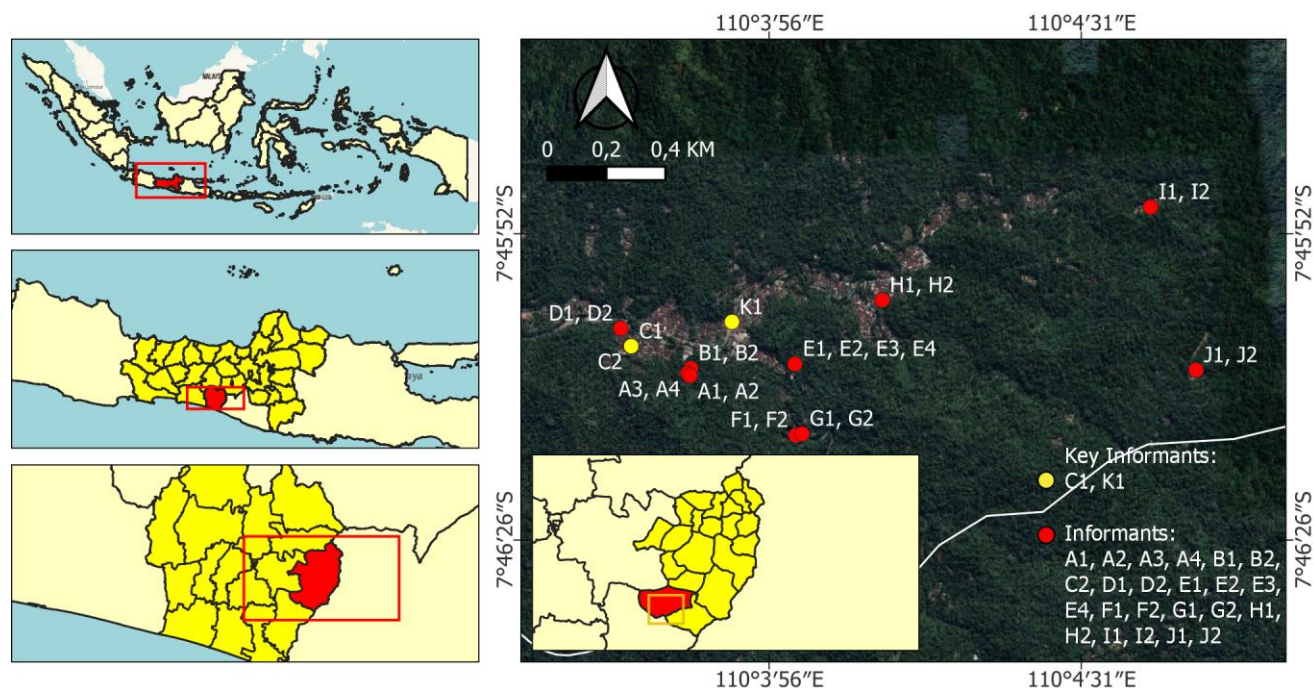 MALAYSIA
110°3′56″E
110°4′31″E
0 0,2 0,4 KM
7°45′52″S
7°46′26″S
I1, I2
H1, H2
K1
D1, D2
C1
C2
B1, B2
E1, E2, E3, E4
J1, J2
A3, A4
A1, A2
F1, F2
G1, G2
Key Informants:
C1, K1
Informants:
A1, A2, A3, A4, B1, B2,
C2, D1, D2, E1, E2, E3,
E4, F1, F2, G1, G2, H1,
H2, I1, I2, J1, J2
7°45′52″S
7°46′26″S
110°3′56″E
110°4′31″E